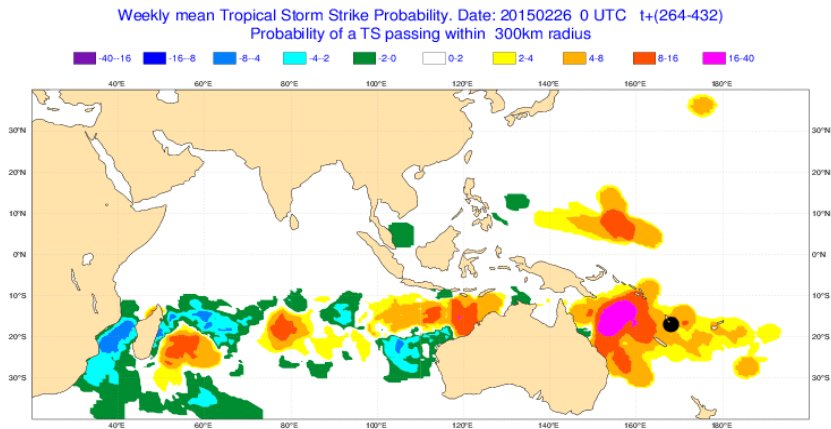 Weekly mean Tropical Storm Strike Probability. Date: 20150226 0 UTC t+(264-432)
Probability of a TS passing within 300km radius
-40--16 -16--8 -8--4 -4--2 -2-0 0-2 2-4 4-8 8-16 16-40
40°E 60°E 80°E 100°E 120°E 140°E 160°E 180°E
30°N 30°N
20°N 20°N
10°N 10°N
0°N 0°N
10°S 10°S
20°S 20°S
30°S 30°S
40°E 60°E 80°E 100°E 120°E 140°E 160°E 180°E